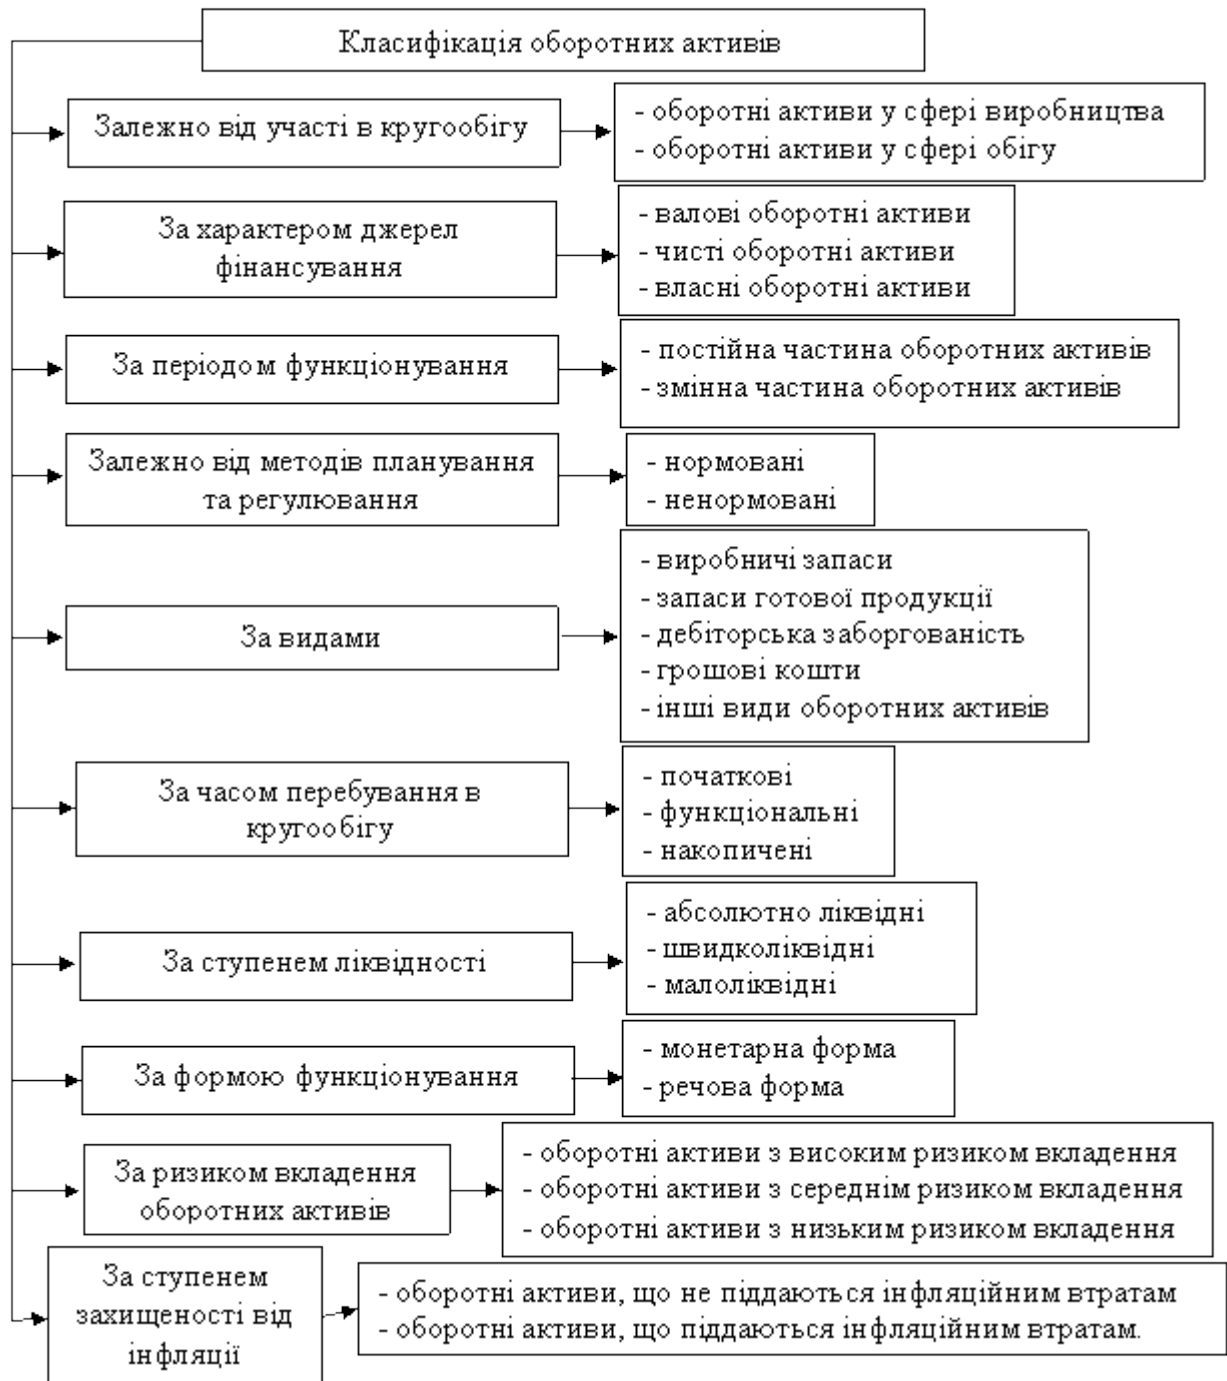 Класифікація оборотних активів
Залежно від участі в кругообігу
- оборотні активи у сфері виробництва
- оборотні активи у сфері обігу
За характером джерел
фінансування
- валові оборотні активи
- чисті оборотні активи
- власні оборотні активи
За періодом функціонування
- постійна частина оборотних активів
- змінна частина оборотних активів
Залежно від методів планування
та регулювання
- нормовані
- ненормовані
За видами
- виробничі запаси
- запаси готової продукції
- дебіторська заборгованість
- грошові кошти
- інші види оборотних активів
За часом перебування в
кругообігу
- початкові
- функціональні
- накопичені
За ступенем ліквідності
- абсолютно ліквідні
- швидколіквідні
- малоліквідні
За формою функціонування
- монетарна форма
- речова форма
За ризиком вкладення
оборотних активів
- оборотні активи з високим ризиком вкладення
- оборотні активи з середнім ризиком вкладення
- оборотні активи з низьким ризиком вкладення
За ступенем
захищеності від
інфляції
- оборотні активи, що не піддаються інфляційним втратам
- оборотні активи, що піддаються інфляційним втратам.